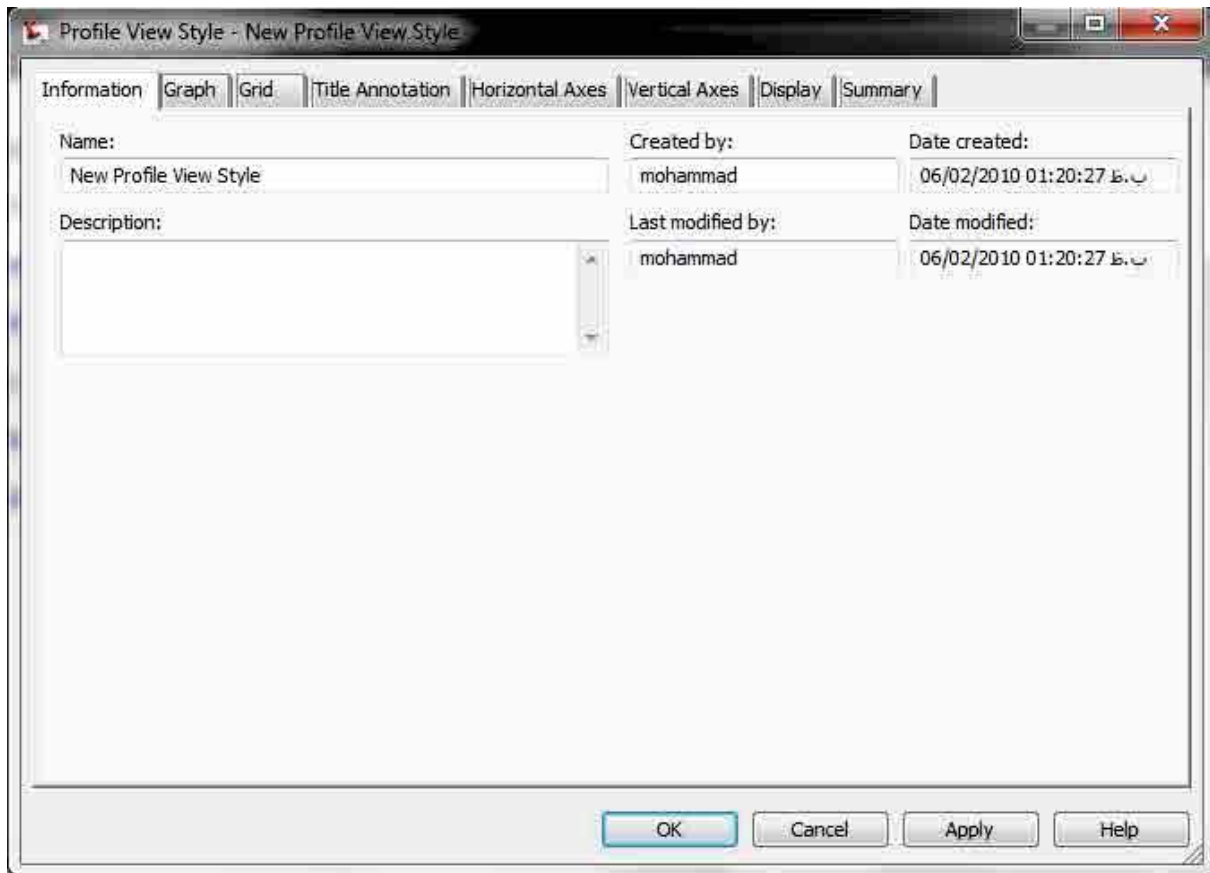 Profile View Style - New Profile View Style
Information Graph Grid Title Annotation Horizontal Axes Vertical Axes Display Summary
Name: Created by: Date created:
New Profile View Style mohammad 06/02/2010 01:20:27 ب.ظ
Description: Last modified by: Date modified:
mohammad 06/02/2010 01:20:27 ب.ظ
OK Cancel Apply Help